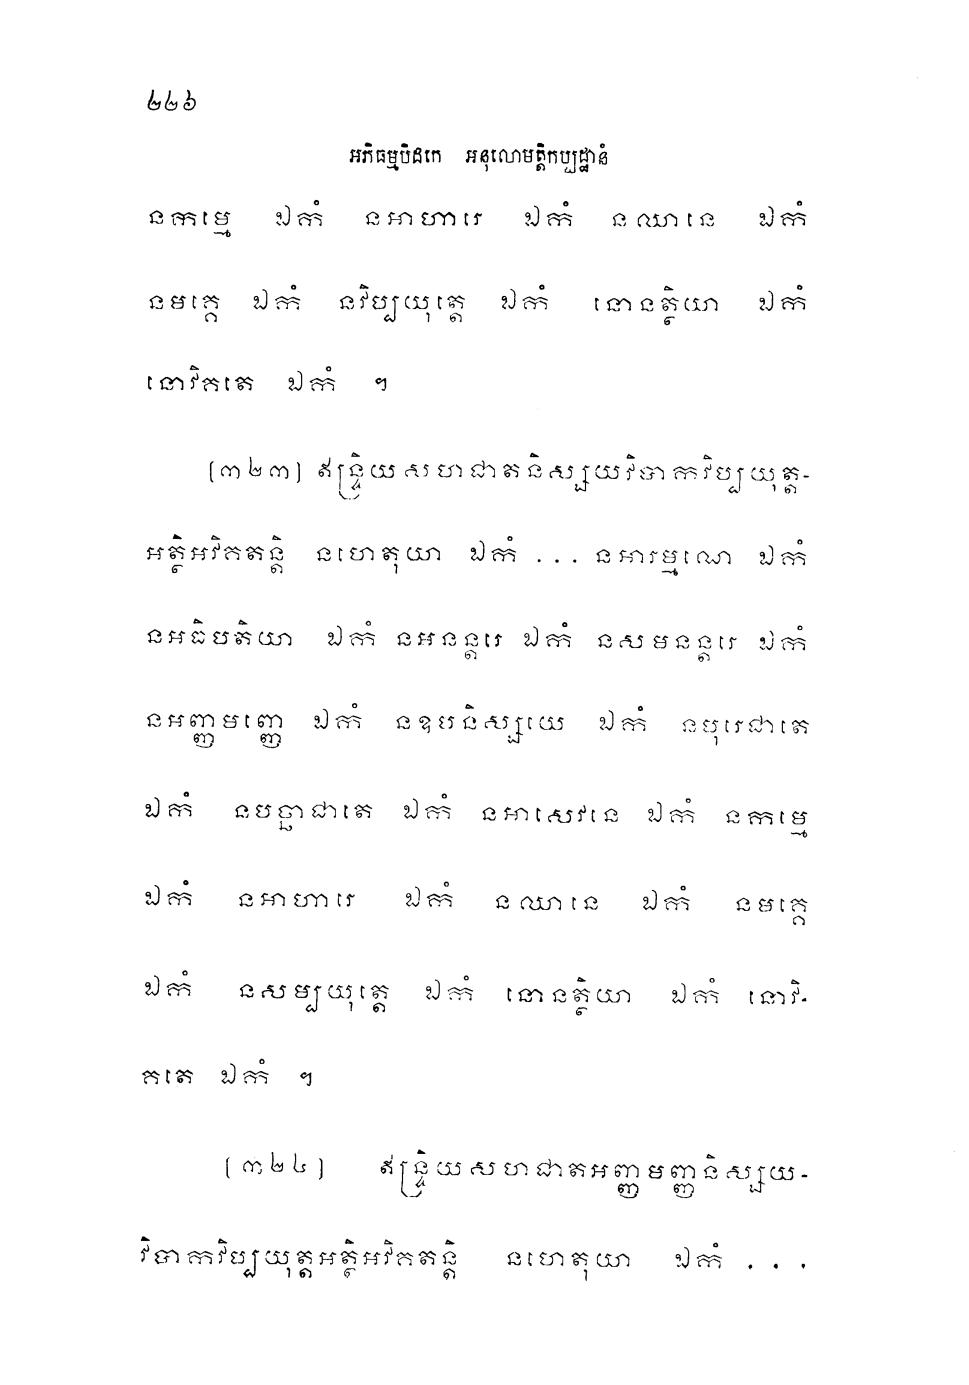 ២២៦
អភិធម្មបិដកេ អនុលោមត្តិកប្បដ្ឋានំ
នកម្មេ ឯកំ នអាហារេ ឯកំ នឈានេ ឯកំ
នមគ្គេ ឯកំ នវិប្បយុត្តេ ឯកំ នោនត្ថិយា ឯកំ
នោវិគតេ ឯកំ ។
(៣២៣) ឥន្ទ្រិយសហជាតនិស្សយវិបាកវិប្បយុត្ត-
អត្ថិអវិគតន្តិ នហេតុយា ឯកំ ... នអារម្មណេ ឯកំ
នអធិបតិយា ឯកំ នអនន្តរេ ឯកំ នសមនន្តរេ ឯកំ
នអញ្ញមញ្ញេ ឯកំ នឧបនិស្សយេ ឯកំ នបុរេជាតេ
ឯកំ នបច្ឆាជាតេ ឯកំ នអាសេវនេ ឯកំ នកម្មេ
ឯកំ នអាហារេ ឯកំ នឈានេ ឯកំ នមគ្គេ
ឯកំ នសម្បយុត្តេ ឯកំ នោនត្ថិយា ឯកំ នោវិ-
គតេ ឯកំ ។
(៣២៤) ឥន្ទ្រិយសហជាតអញ្ញមញ្ញនិស្សយ-
វិបាកវិប្បយុត្តអត្ថិអវិគតន្តិ នហេតុយា ឯកំ ...